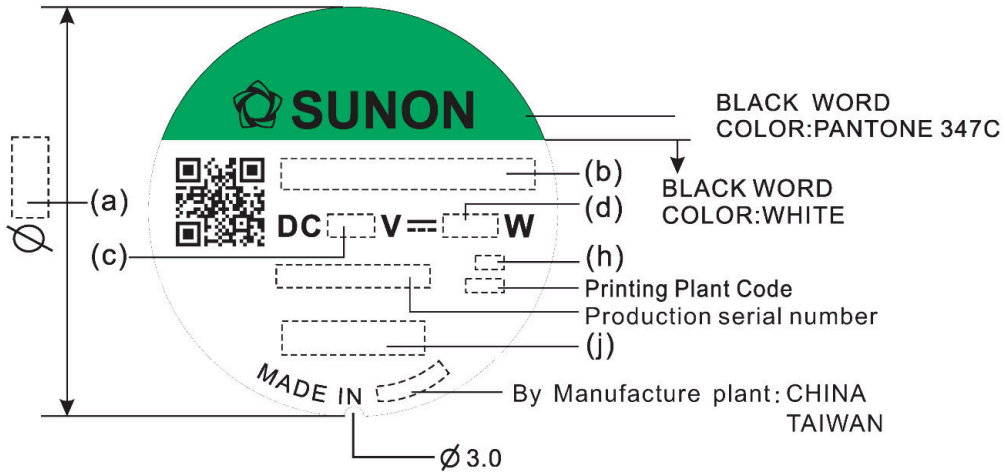 SUNON
BLACK WORD
COLOR:PANTONE 347C
(b)
BLACK WORD
COLOR:WHITE
(a)
Ø
(d)
DC V W
(c)
(h)
Printing Plant Code
Production serial number
(j)
MADE IN
By Manufacture plant: CHINA
TAIWAN
Ø 3.0